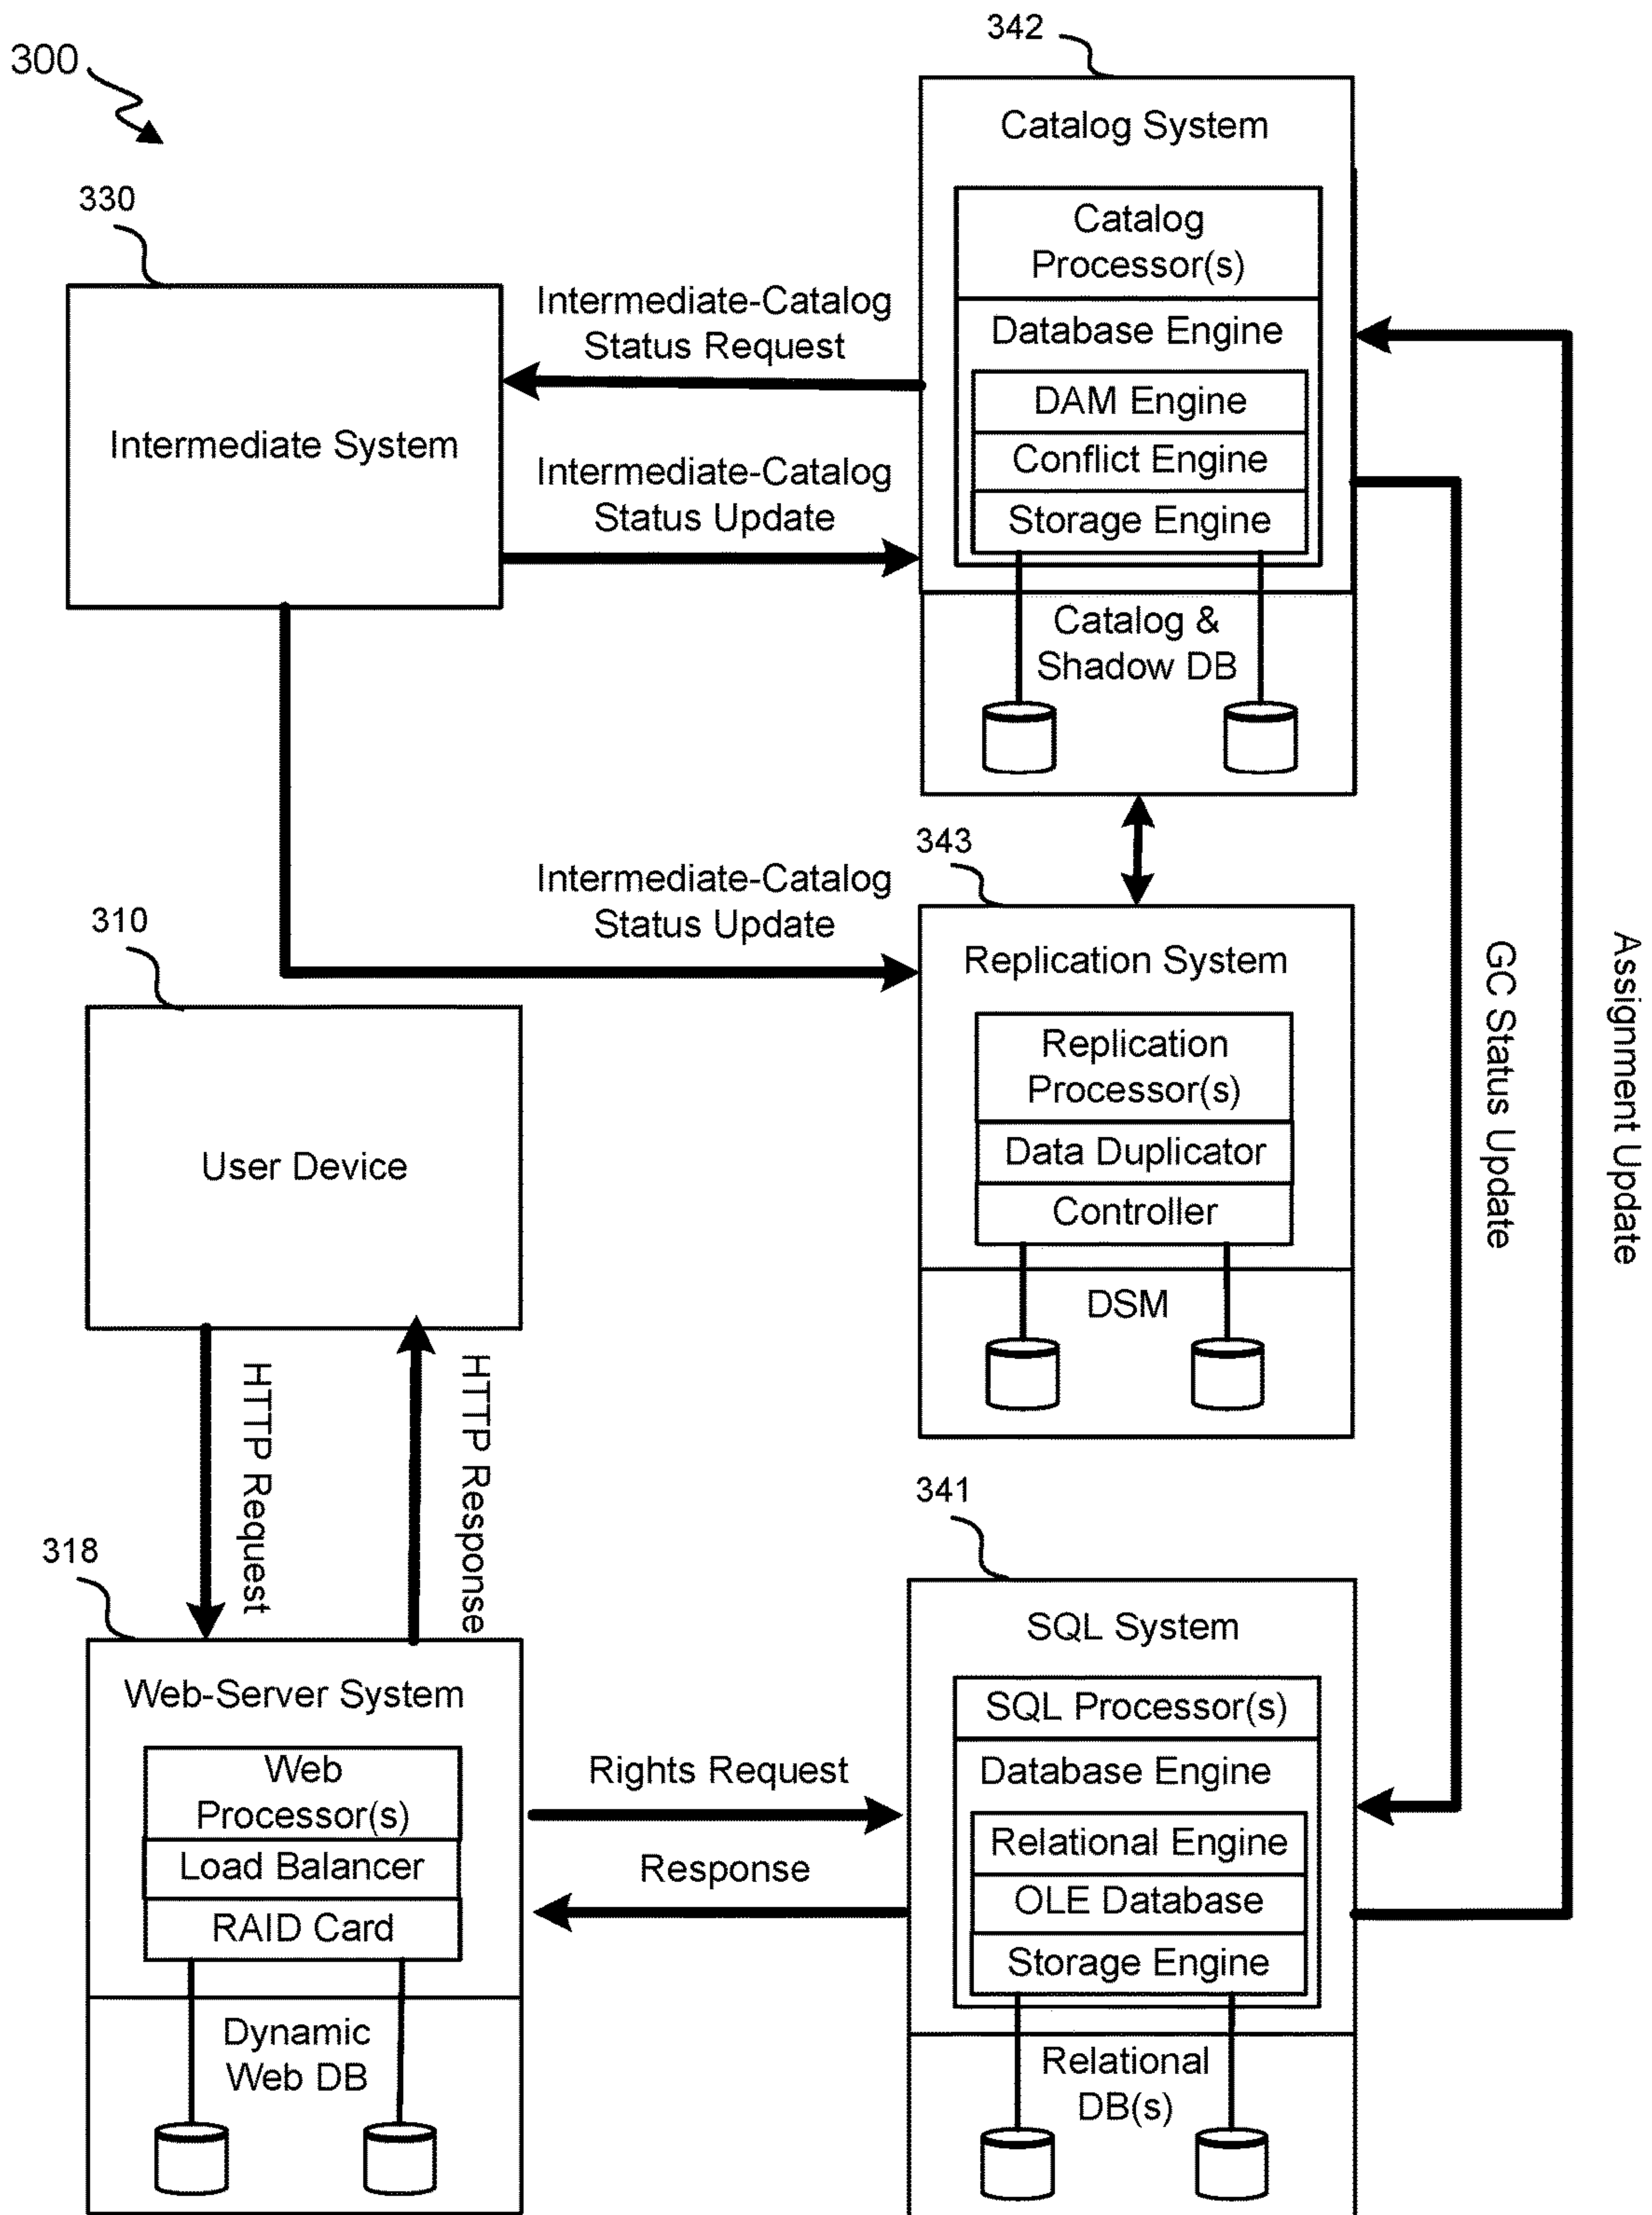 300
342
Catalog System
Catalog
Processor(s)
Database Engine
DAM Engine
Conflict Engine
Storage Engine
Catalog &
Shadow DB
330
Intermediate System
Intermediate-Catalog
Status Request
Intermediate-Catalog
Status Update
Intermediate-Catalog
Status Update
343
Replication System
Replication
Processor(s)
Data Duplicator
Controller
DSM
GC Status Update
Assignment Update
310
User Device
HTTP Request
HTTP Response
318
Web-Server System
Web
Processor(s)
Load Balancer
RAID Card
Dynamic
Web DB
Rights Request
Response
341
SQL System
SQL Processor(s)
Database Engine
Relational Engine
OLE Database
Storage Engine
Relational
DB(s)